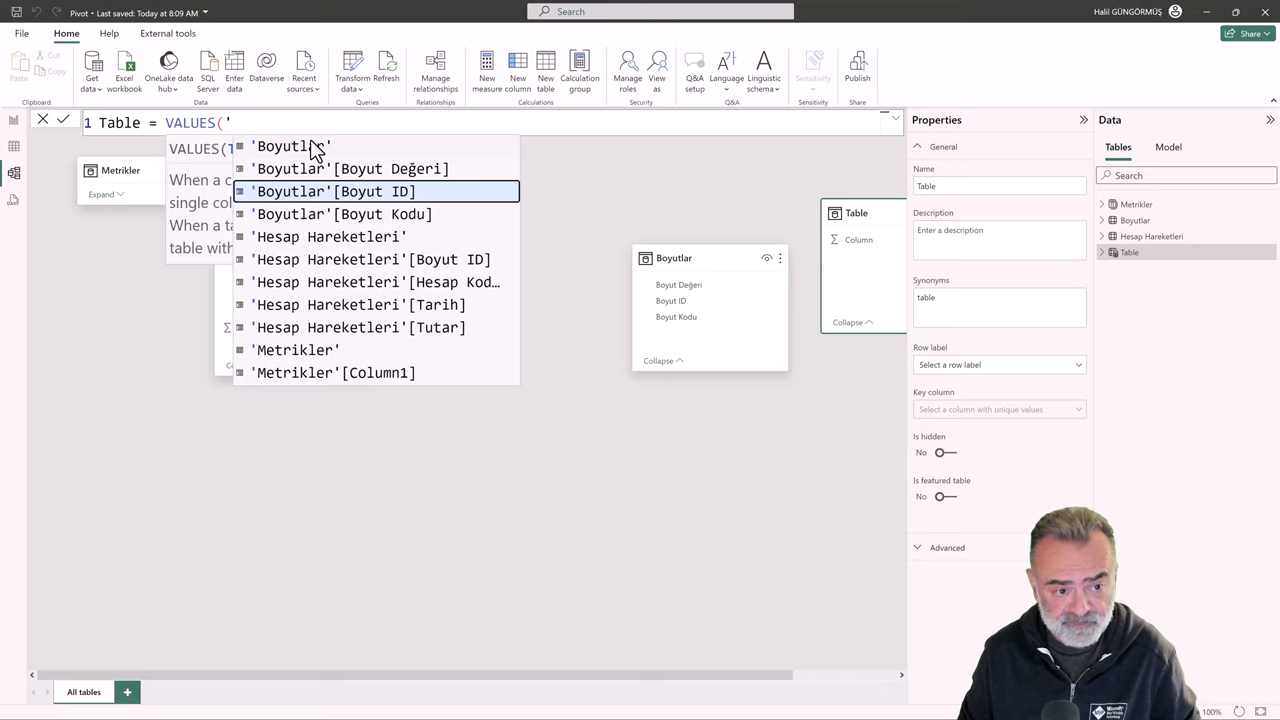 Pivot • Last saved: Today at 8:09 AM
Search
Halil GÜNGÖRMÜŞ
File
Home
Help
External tools
Share
Paste
Cut
Copy
Get data
Excel workbook
OneLake data hub
SQL Server
Enter data
Dataverse
Recent sources
Transform data
Refresh
Manage relationships
New measure
New column
New table
Calculation group
Manage roles
View as
Q&A setup
Language
Linguistic schema
Sensitivity
Publish
Clipboard
Data
Queries
Relationships
Calculations
Security
Q&A
Sensitivity
Share
1 Table = VALUES('
VALUES(
When a c
single col
When a ta
table with
'Boyutlar'
'Boyutlar'[Boyut Değeri]
'Boyutlar'[Boyut ID]
'Boyutlar'[Boyut Kodu]
'Hesap Hareketleri'
'Hesap Hareketleri'[Boyut ID]
'Hesap Hareketleri'[Hesap Kod…
'Hesap Hareketleri'[Tarih]
'Hesap Hareketleri'[Tutar]
'Metrikler'
'Metrikler'[Column1]
Metrikler
Expand
Boyutlar
Boyut Değeri
Boyut ID
Boyut Kodu
Collapse
Table
Column
Collapse
Properties
General
Name
Table
Description
Enter a description
Synonyms
table
Row label
Select a row label
Key column
Select a column with unique values
Is hidden
No
Is featured table
No
Advanced
Data
Tables
Model
Search
Metrikler
Boyutlar
Hesap Hareketleri
Table
All tables
100%